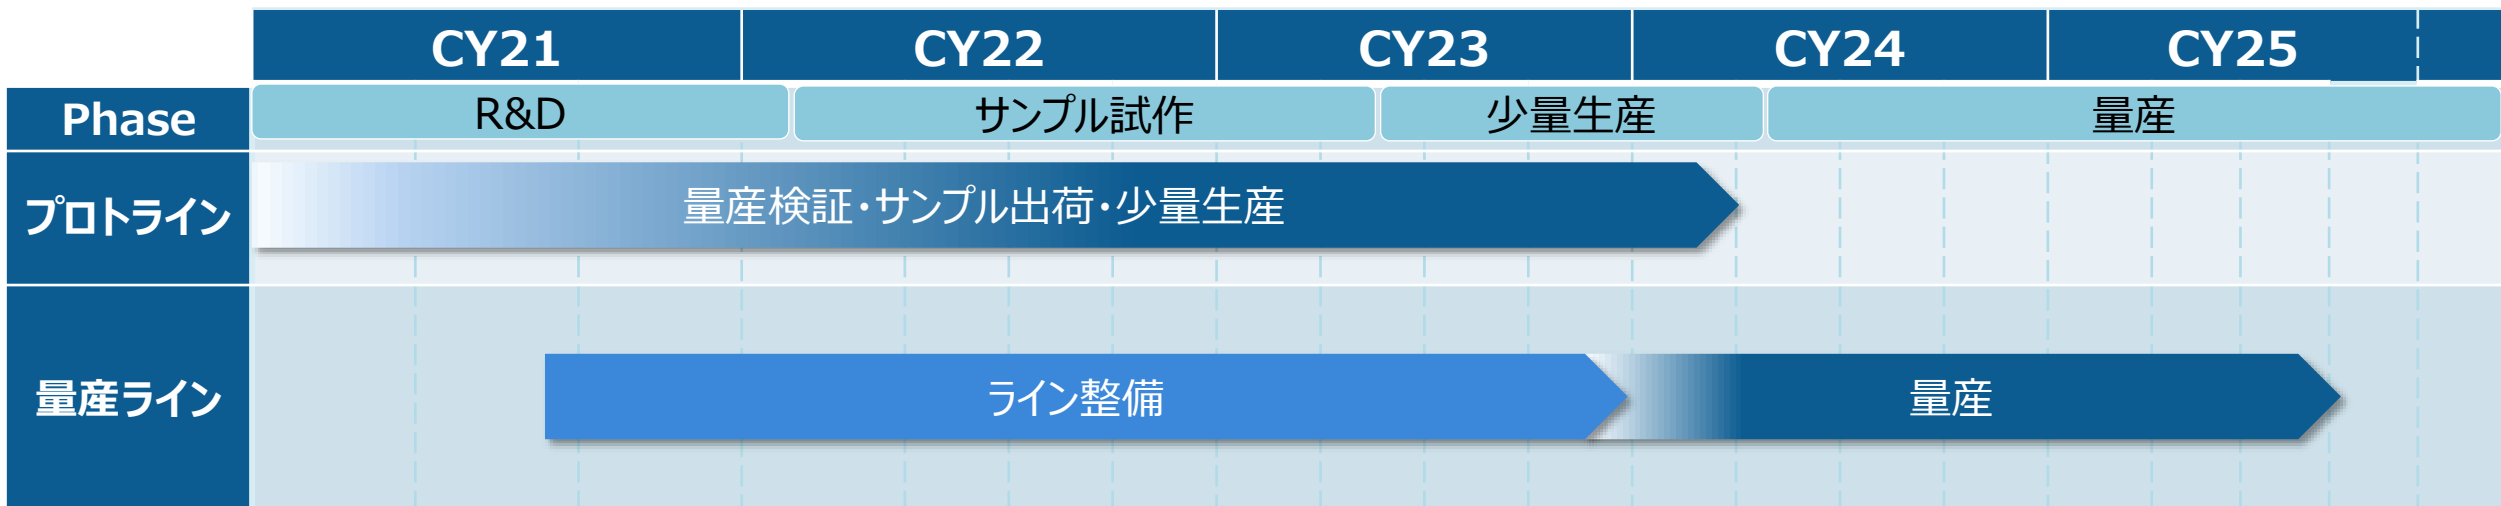 CY21 CY22 CY23 CY24 CY25
Phase R&D サンプル試作 少量生産 量産
プロトライン 量産検証・サンプル出荷・少量生産
量産ライン ライン整備 量産